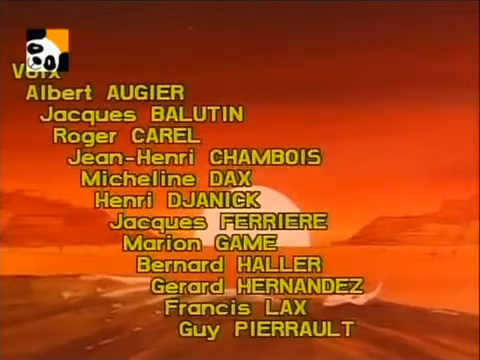 Voix
Albert AUGIER
Jacques BALUTIN
Roger CAREL
Jean-Henri CHAMBOIS
Micheline DAX
Henri DJANICK
Jacques FERRIERE
Marion GAME
Bernard HALLER
Gerard HERNANDEZ
Francis LAX
Guy PIERRAULT